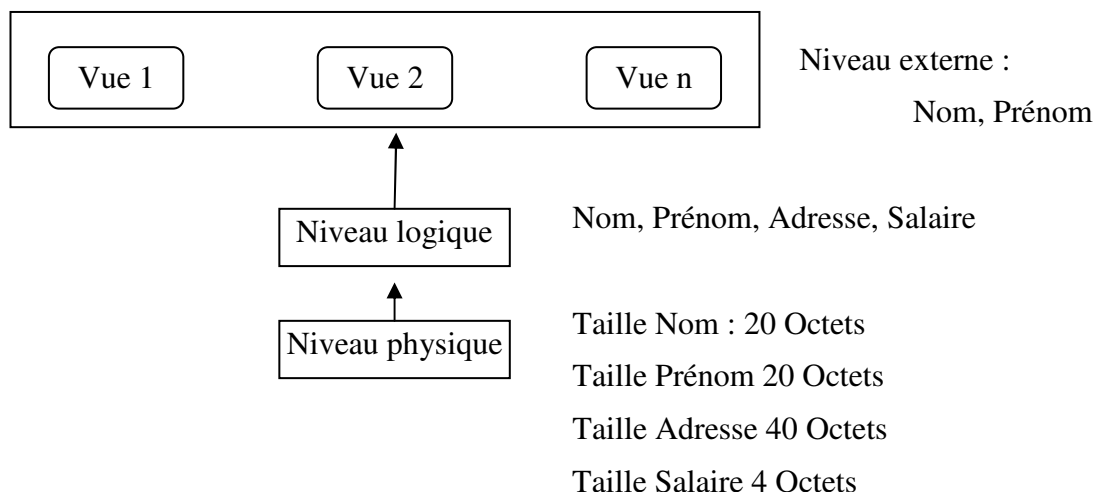 Vue 1 Vue 2 Vue n
Niveau externe :
Nom, Prénom
Niveau logique
Nom, Prénom, Adresse, Salaire
Niveau physique
Taille Nom : 20 Octets
Taille Prénom 20 Octets
Taille Adresse 40 Octets
Taille Salaire 4 Octets